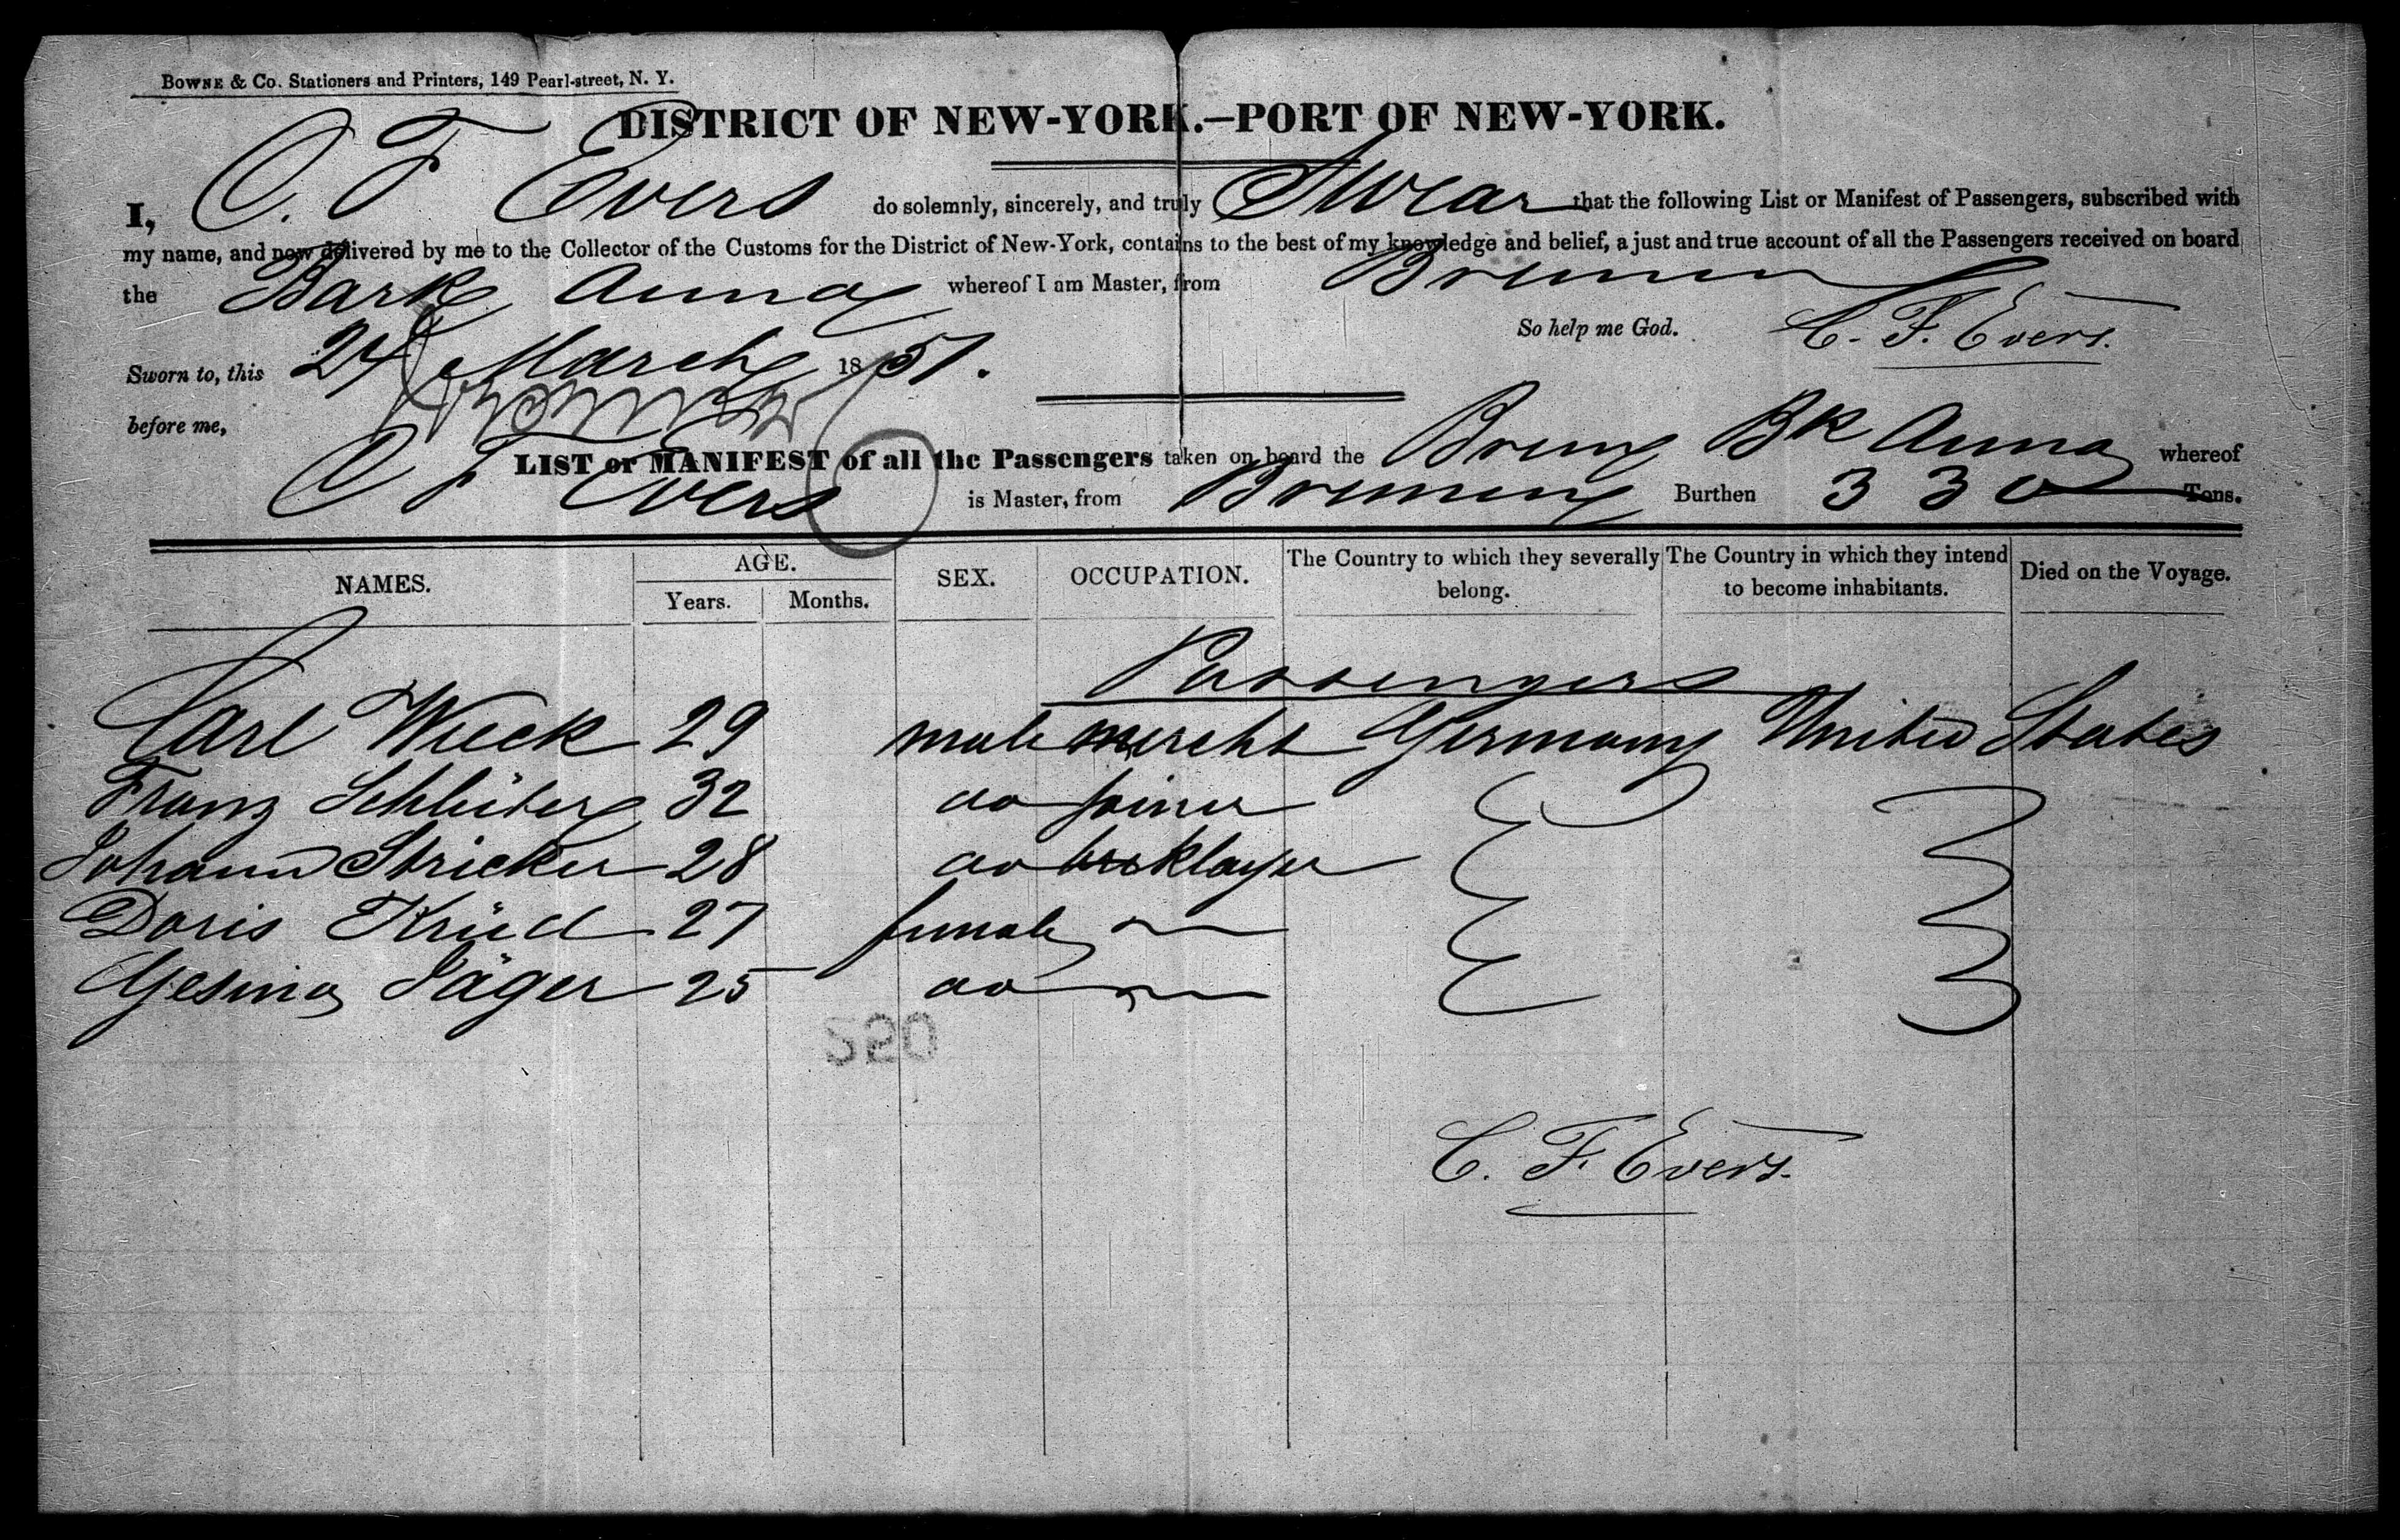 BOWNE & Co. Stationers and Printers, 149 Pearl-street, N. Y.
DISTRICT OF NEW-YORK.—PORT OF NEW-YORK.
I, C. F Evers do solemnly, sincerely, and truly Swear that the following List or Manifest of Passengers, subscribed with
my name, and now delivered by me to the Collector of the Customs for the District of New-York, contains to the best of my knowledge and belief, a just and true account of all the Passengers received on board
the Bark Anna whereof I am Master, from Bremen
So help me God. C. F. Evers.
Sworn to, this 24 March 1851.
before me,
LIST or MANIFEST of all the Passengers taken on board the Brem Bk Anna whereof
C F Evers is Master, from Bremen Burthen 330 Tons.
NAMES. AGE. Years. Months. SEX. OCCUPATION. The Country to which they severally belong. The Country in which they intend to become inhabitants. Died on the Voyage.
Passengers
Carl Wieck 29 male mercht Germany United States
Franz Schlüter 32 do joiner
Johann Stricker 28 do bricklayer
Doris Krüd 27 female
Gesina Jäger 25 do
220
C. F. Evers.